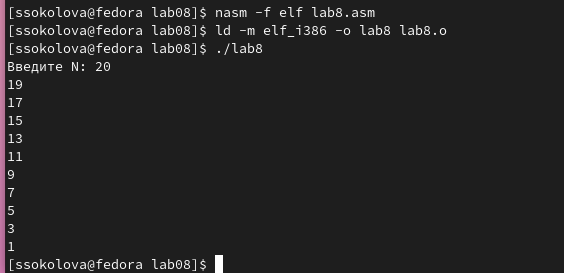 [ssokolova@fedora lab08]$ nasm -f elf lab8.asm
[ssokolova@fedora lab08]$ ld -m elf_i386 -o lab8 lab8.o
[ssokolova@fedora lab08]$ ./lab8
Введите N: 20
19
17
15
13
11
9
7
5
3
1
[ssokolova@fedora lab08]$